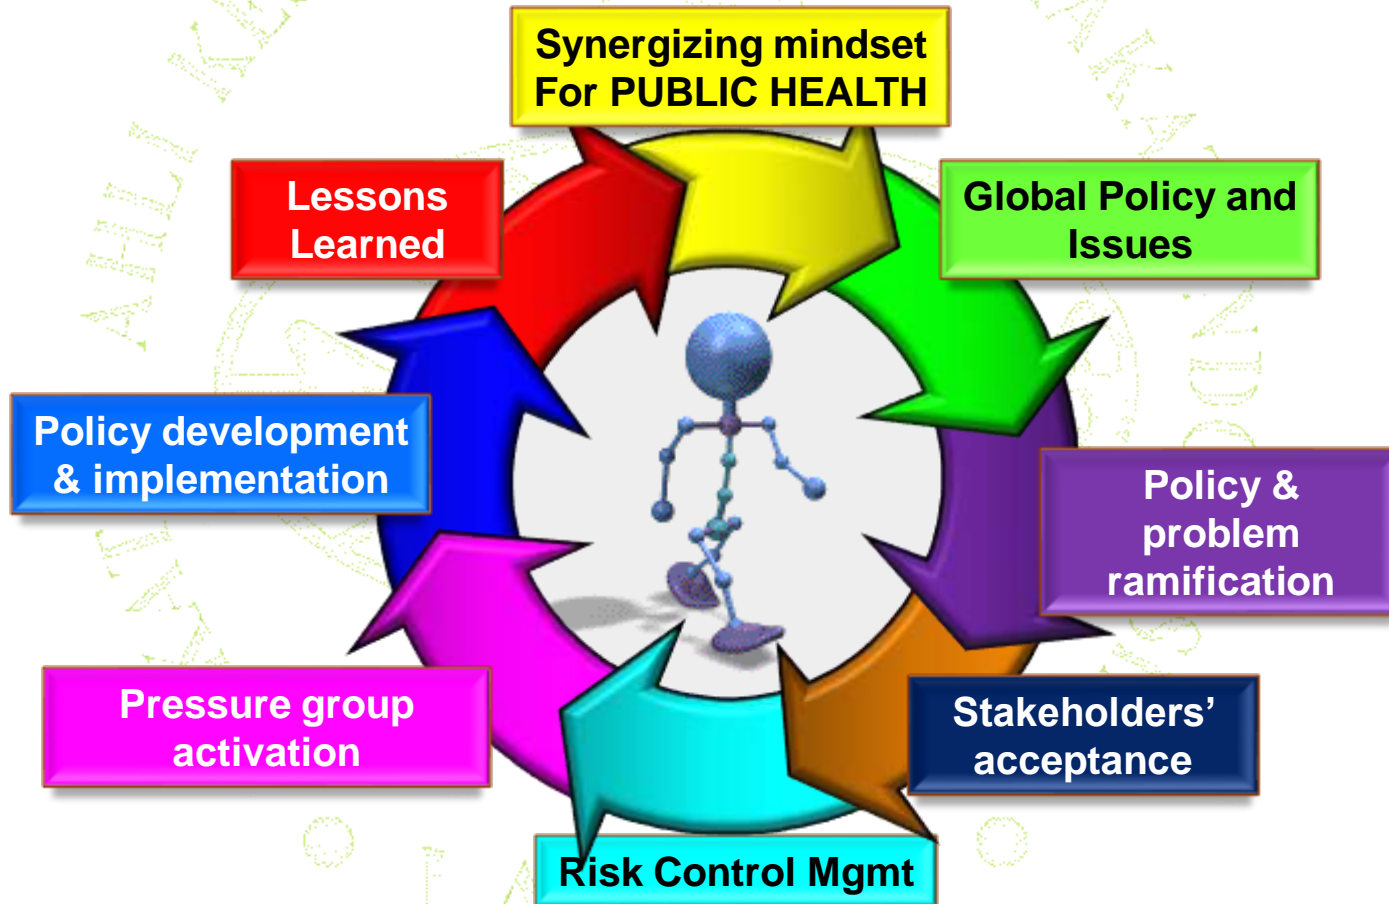 Synergizing mindset
For PUBLIC HEALTH
Global Policy and
Issues
Policy &
problem
ramification
Stakeholders’
acceptance
Risk Control Mgmt
Pressure group
activation
Policy development
& implementation
Lessons
Learned
AHLI